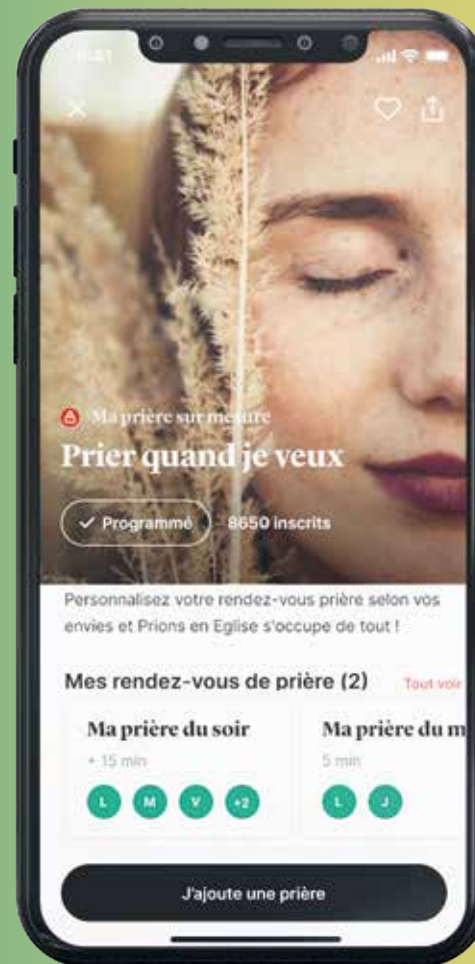 Ma prière sur mesure
Prier quand je veux
Programmé
8650 inscrits
Personnalisez votre rendez-vous prière selon vos
envies et Prions en Eglise s'occupe de tout !
Mes rendez-vous de prière (2)
Tout voir
Ma prière du soir
+ 15 min
L M V +2
Ma prière du m
5 min
L J
J'ajoute une prière